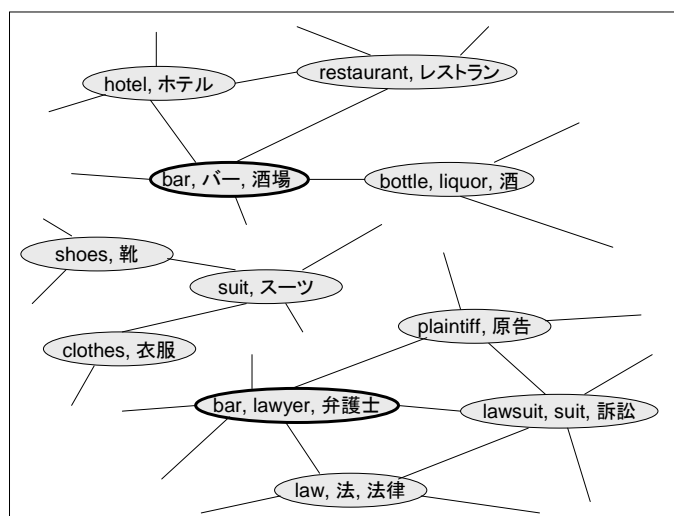 hotel, ホテル
restaurant, レストラン
bar, バー, 酒場
bottle, liquor, 酒
shoes, 靴
suit, スーツ
clothes, 衣服
plaintiff, 原告
bar, lawyer, 弁護士
lawsuit, suit, 訴訟
law, 法, 法律